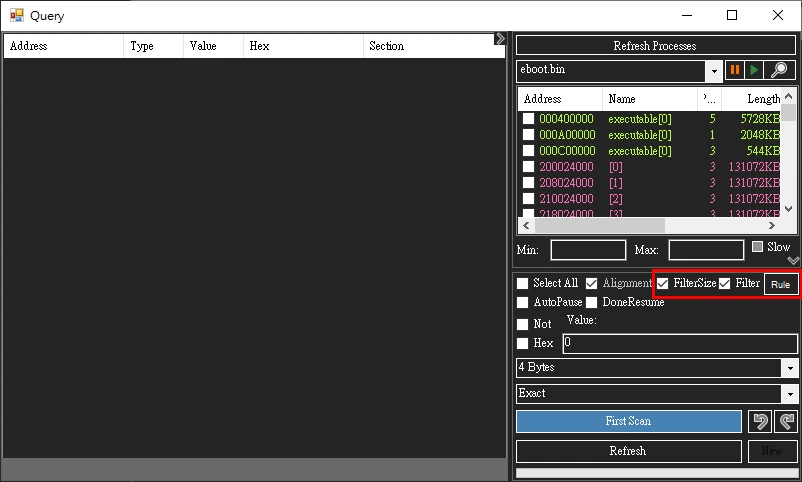 Query
Address Type Value Hex Section
Refresh Processes
eboot.bin
Address Name '... Length
000400000 executable[0] 5 5728KB
000A00000 executable[0] 1 2048KB
000C00000 executable[0] 3 544KB
200024000 [0] 3 131072KB
208024000 [1] 3 131072KB
210024000 [2] 3 131072KB
218024000 [3] 3 131072KB
Min: Max: Slow
Select All Alignment FilterSize Filter Rule
AutoPause DoneResume
Not Value:
Hex 0
4 Bytes
Exact
First Scan
Refresh New